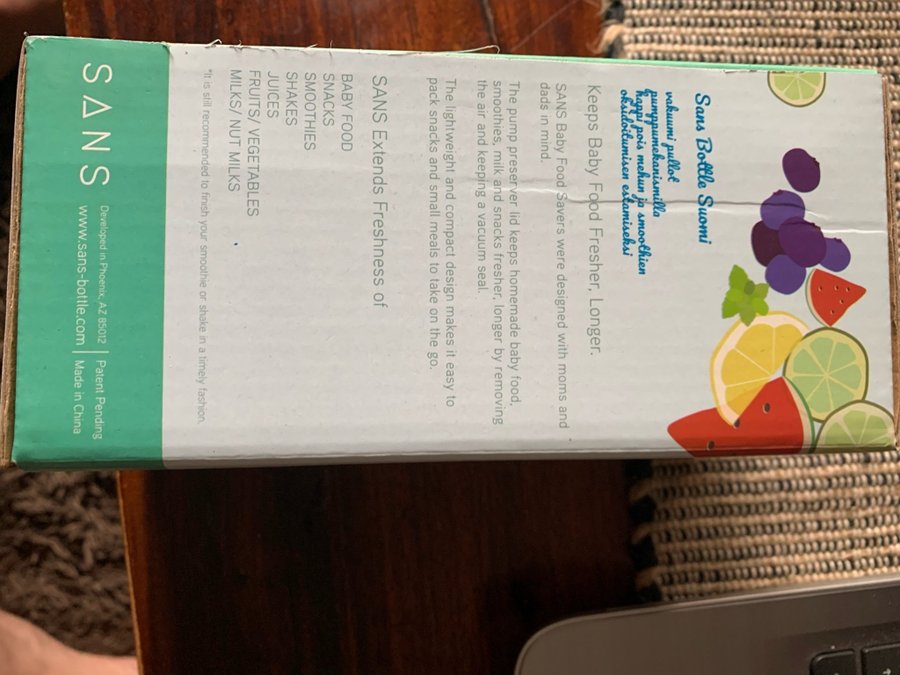 Sans Bottle Suomi
vakuumi pullot
pumppumekanismilla
happi pois mehun ja smoothien
oksidoitumisen estämiseksi
Keeps Baby Food Fresher, Longer.
SANS Baby Food Savers were designed with moms and
dads in mind.
The pump preserver lid keeps homemade baby food,
smoothies, milk and snacks fresher, longer by removing
the air and keeping a vacuum seal.
The lightweight and compact design makes it easy to
pack snacks and small meals to take on the go.
SANS Extends Freshness of
BABY FOOD
SNACKS
SMOOTHIES
SHAKES
JUICES
FRUITS/ VEGETABLES
MILKS/ NUT MILKS
*It is still recommended to finish your smoothie or shake in a timely fashion.
SANS
Developed in Phoenix, AZ 85012 | Patent Pending
www.sans-bottle.com | Made in China